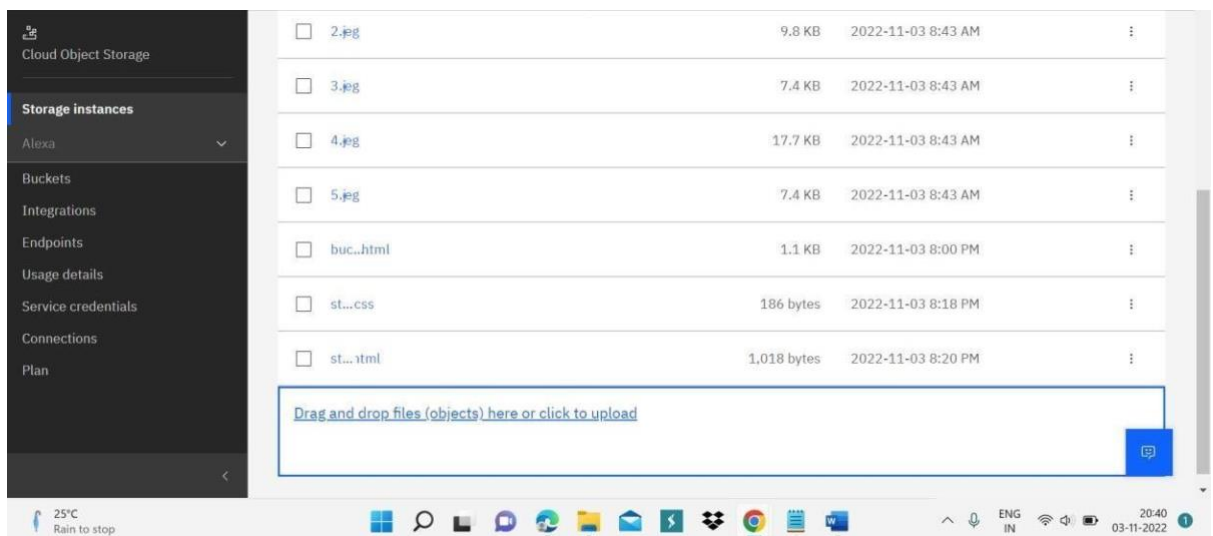 Cloud Object Storage
Storage instances
Alexa
Buckets
Integrations
Endpoints
Usage details
Service credentials
Connections
Plan
2.jeg 9.8 KB 2022-11-03 8:43 AM
3.jeg 7.4 KB 2022-11-03 8:43 AM
4.jeg 17.7 KB 2022-11-03 8:43 AM
5.jeg 7.4 KB 2022-11-03 8:43 AM
buc..html 1.1 KB 2022-11-03 8:00 PM
st...css 186 bytes 2022-11-03 8:18 PM
1,018 bytes 2022-11-03 8:20 PM
Drag and drop files (objects) here or click to upload
25°C
Rain to stop
ENG
IN
20:40
03-11-2022
1